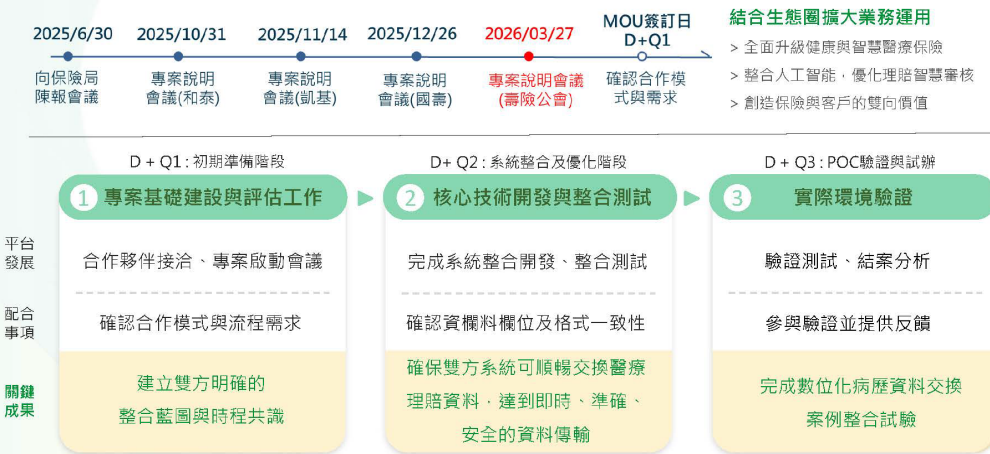 2025/6/30
向保險局
陳報會議
2025/10/31
專案說明
會議(和泰)
2025/11/14
專案說明
會議(凱基)
2025/12/26
專案說明
會議(國壽)
2026/03/27
專案說明會議
(壽險公會)
MOU簽訂日
D+Q1
確認合作模
式與需求
結合生態圈擴大業務運用
> 全面升級健康與智慧醫療保險
> 整合人工智能，優化理賠智慧審核
> 創造保險與客戶的雙向價值
D + Q1 : 初期準備階段
D+ Q2 : 系統整合及優化階段
D + Q3 : POC驗證與試辦
1 專案基礎建設與評估工作
2 核心技術開發與整合測試
3 實際環境驗證
平台
發展
合作夥伴接洽、專案啟動會議
完成系統整合開發、整合測試
驗證測試、結案分析
配合
事項
確認合作模式與流程需求
確認資欄料欄位及格式一致性
參與驗證並提供反饋
關鍵
成果
建立雙方明確的
整合藍圖與時程共識
確保雙方系統可順暢交換醫療
理賠資料，達到即時、準確、
安全的資料傳輸
完成數位化病歷資料交換
案例整合試驗